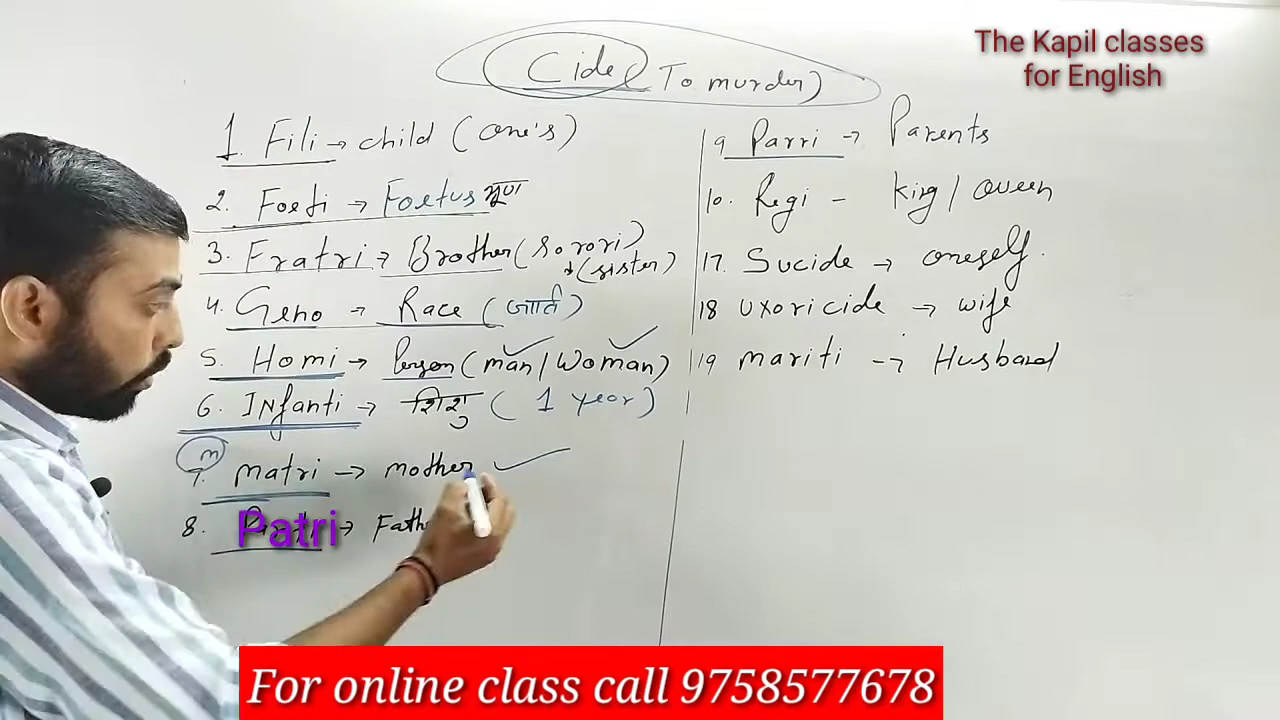 The Kapil classes
for English
Cide (To murder)
1. Fili → child (one's)
2. Foeti → Foetus भ्रूण
3. Fratri → Brother (Sorori)
(sister)
4. Geno → Race (जाति)
5. Homi → Person (man/woman)
6. Infanti → शिशु (1 year)
m
7. matri → mother
8. Patri → Fath
9 Parri → Parents
10. Regi - King/Queen
17. Sucide → oneself.
18 uxoricide → wife
19 mariti → Husband
For online class call 9758577678